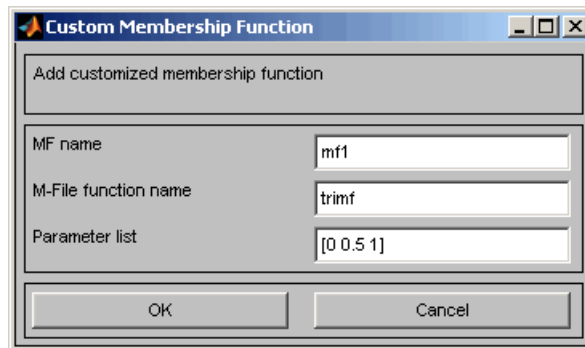 Custom Membership Function
Add customized membership function
MF name
mf1
M-File function name
trimf
Parameter list
[0 0.5 1]
OK
Cancel